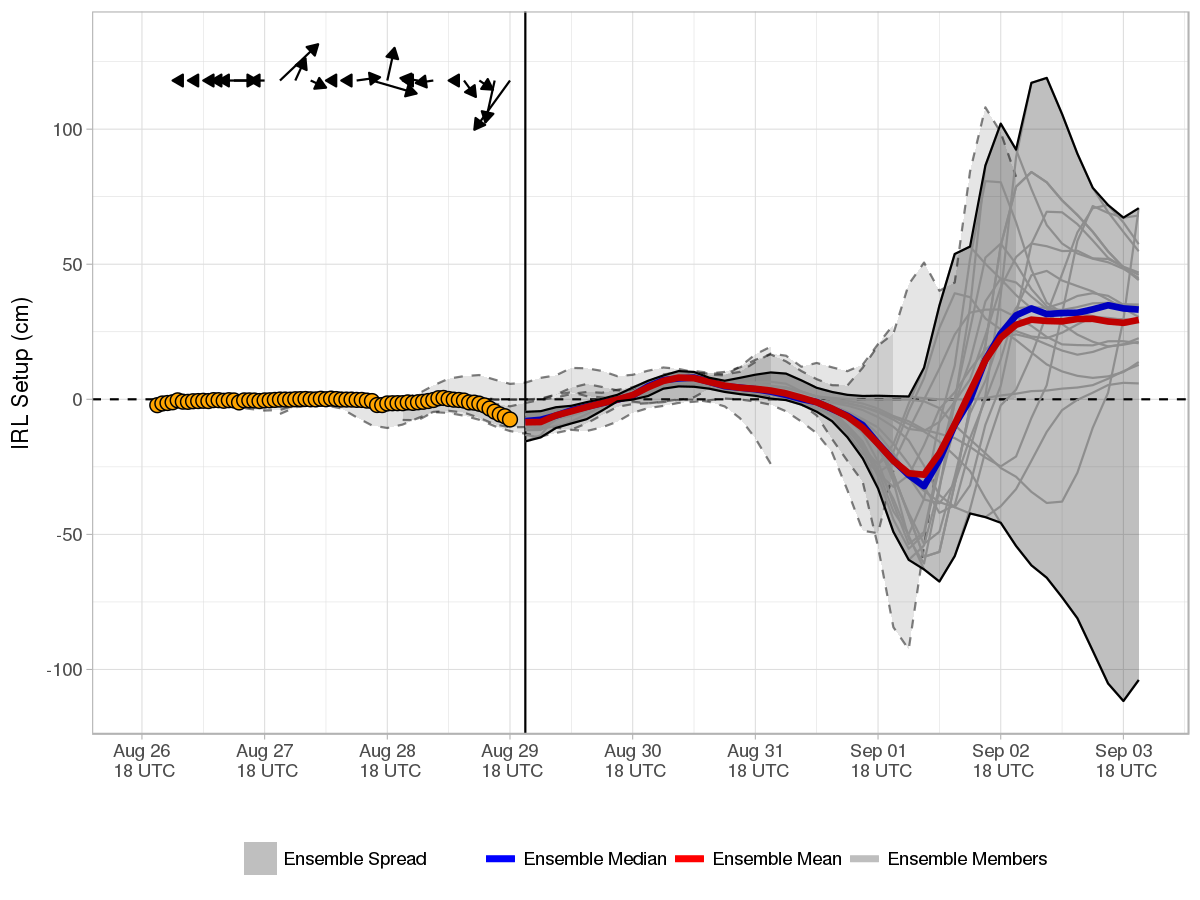 IRL Setup (cm)
100
50
0
-50
-100
Aug 26 Aug 27 Aug 28 Aug 29 Aug 30 Aug 31 Sep 01 Sep 02 Sep 03
18 UTC 18 UTC 18 UTC 18 UTC 18 UTC 18 UTC 18 UTC 18 UTC 18 UTC
Ensemble Spread Ensemble Median Ensemble Mean Ensemble Members